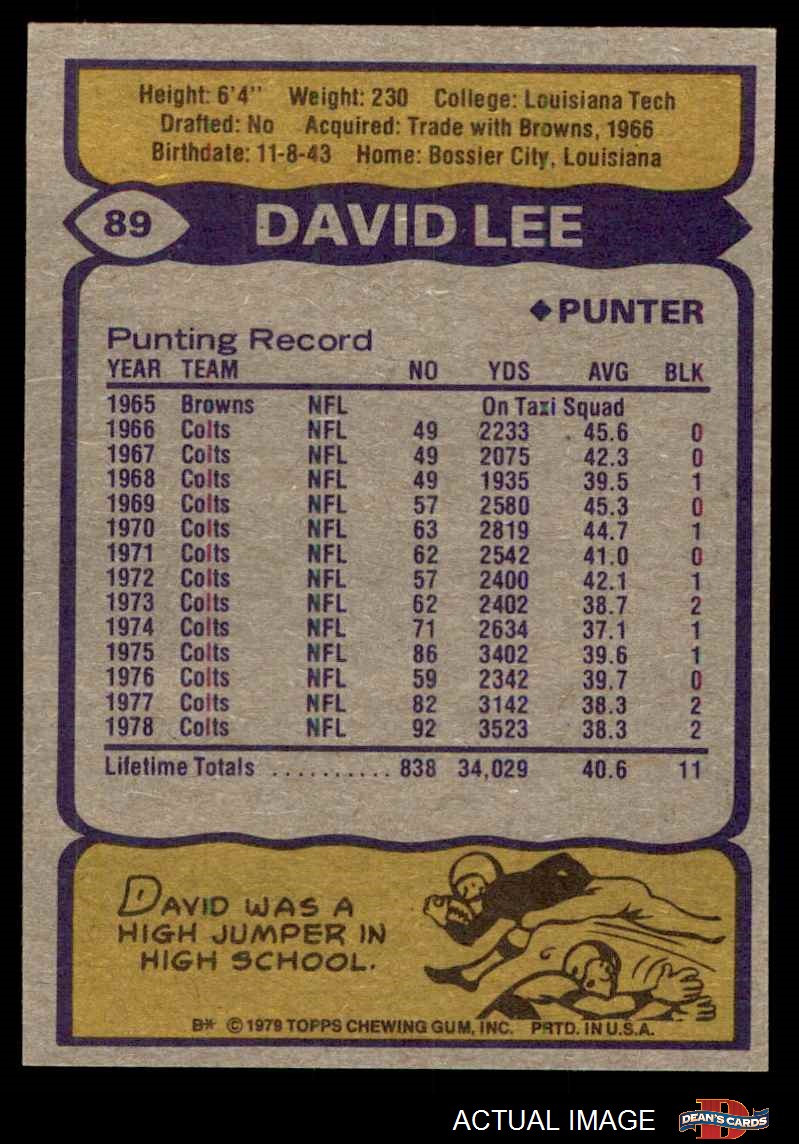 Height: 6'4" Weight: 230 College: Louisiana Tech
Drafted: No Acquired: Trade with Browns, 1966
Birthdate: 11-8-43 Home: Bossier City, Louisiana
89 DAVID LEE
◆PUNTER
Punting Record
YEAR TEAM NO YDS AVG BLK
1965 Browns NFL On Taxi Squad
1966 Colts NFL 49 2233 45.6 0
1967 Colts NFL 49 2075 42.3 0
1968 Colts NFL 49 1935 39.5 1
1969 Colts NFL 57 2580 45.3 0
1970 Colts NFL 63 2819 44.7 1
1971 Colts NFL 62 2542 41.0 0
1972 Colts NFL 57 2400 42.1 1
1973 Colts NFL 62 2402 38.7 2
1974 Colts NFL 71 2634 37.1 1
1975 Colts NFL 86 3402 39.6 1
1976 Colts NFL 59 2342 39.7 0
1977 Colts NFL 82 3142 38.3 2
1978 Colts NFL 92 3523 38.3 2
Lifetime Totals .......... 838 34,029 40.6 11
DAVID WAS A
HIGH JUMPER IN
HIGH SCHOOL.
B* © 1979 TOPPS CHEWING GUM, INC. PRTD. IN U.S.A.
ACTUAL IMAGE
D
DEAN'S CARDS